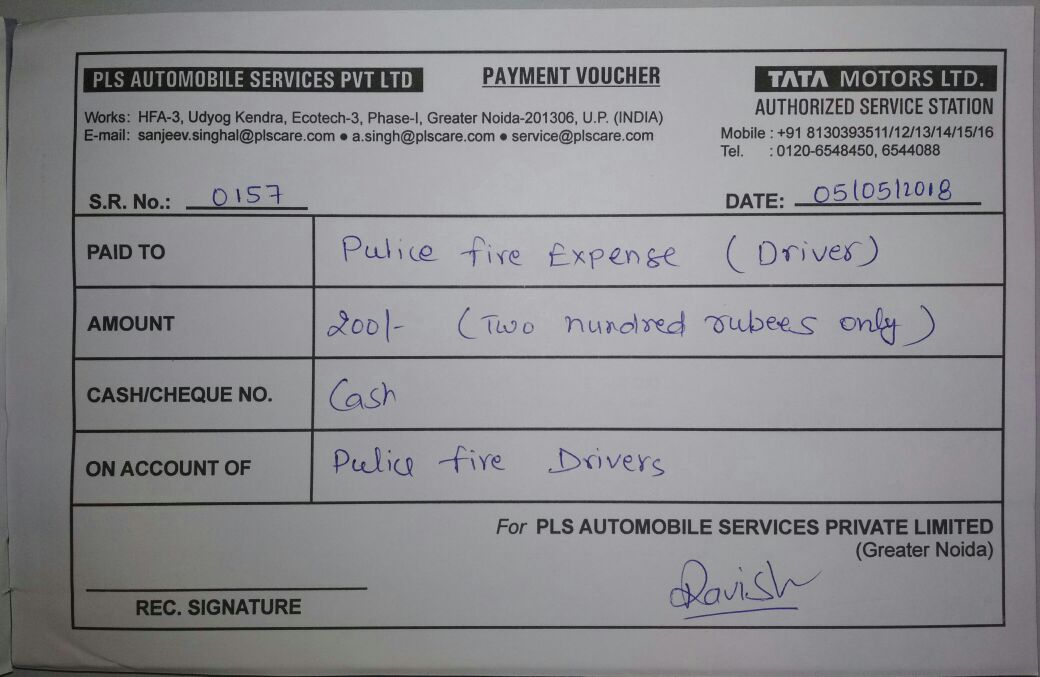 PLS AUTOMOBILE SERVICES PVT LTD
PAYMENT VOUCHER
TATA MOTORS LTD.
AUTHORIZED SERVICE STATION
Works: HFA-3, Udyog Kendra, Ecotech-3, Phase-I, Greater Noida-201306, U.P. (INDIA)
E-mail: sanjeev.singhal@plscare.com ● a.singh@plscare.com ● service@plscare.com
Mobile : +91 8130393511/12/13/14/15/16
Tel. : 0120-6548450, 6544088
S.R. No.: 0157
DATE: 05/05/2018
PAID TO Pulice fire Expense (Driver)
AMOUNT 200/- (Two nundred rubees only)
CASH/CHEQUE NO. Cash
ON ACCOUNT OF Pulice fire Drivers
For PLS AUTOMOBILE SERVICES PRIVATE LIMITED
(Greater Noida)
Ravish
REC. SIGNATURE